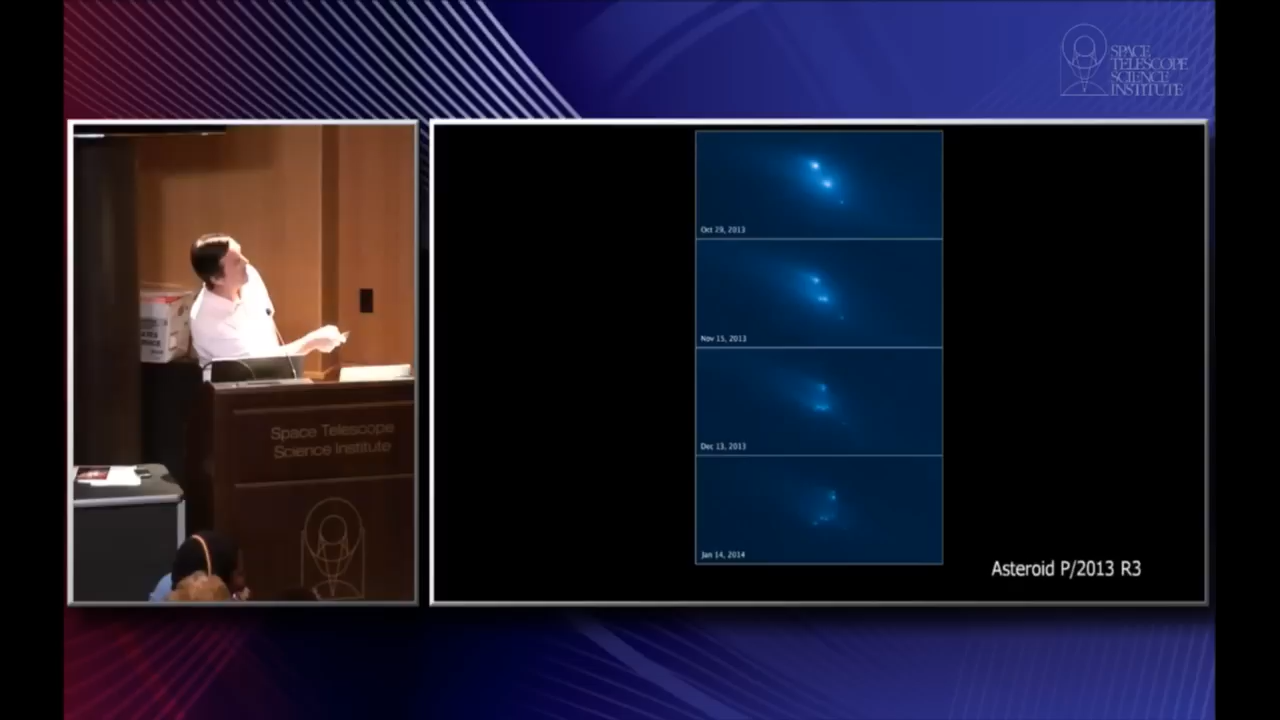 SPACE
TELESCOPE
SCIENCE
INSTITUTE
Oct 29, 2013
Nov 15, 2013
Dec 13, 2013
Jan 14, 2014
Asteroid P/2013 R3
Space Telescope
Science Institute